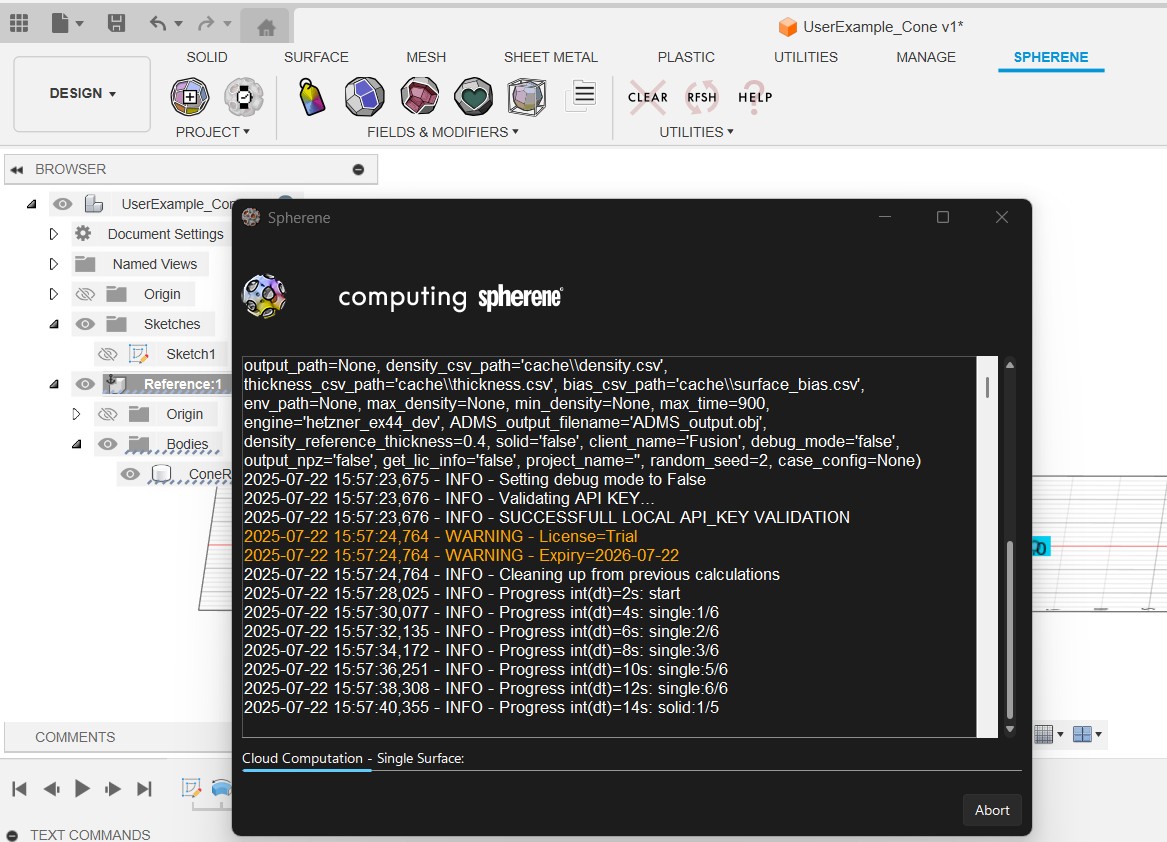 UserExample_Cone v1*
SOLID SURFACE MESH SHEET METAL PLASTIC UTILITIES MANAGE SPHERENE
DESIGN
CLEAR RFSH HELP
PROJECT FIELDS & MODIFIERS UTILITIES
BROWSER
UserExample_Con
Document Settings
Named Views
Origin
Sketches
Sketch1
Reference:1
Origin
Bodies
ConeR
Spherene
computing spherene
output_path=None, density_csv_path='cache\\density.csv',
thickness_csv_path='cache\\thickness.csv', bias_csv_path='cache\\surface_bias.csv',
env_path=None, max_density=None, min_density=None, max_time=900,
engine='hetzner_ex44_dev', ADMS_output_filename='ADMS_output.obj',
density_reference_thickness=0.4, solid='false', client_name='Fusion', debug_mode='false',
output_npz='false', get_lic_info='false', project_name='', random_seed=2, case_config=None)
2025-07-22 15:57:23,675 - INFO - Setting debug mode to False
2025-07-22 15:57:23,676 - INFO - Validating API KEY...
2025-07-22 15:57:23,676 - INFO - SUCCESSFULL LOCAL API_KEY VALIDATION
2025-07-22 15:57:24,764 - WARNING - License=Trial
2025-07-22 15:57:24,764 - WARNING - Expiry=2026-07-22
2025-07-22 15:57:24,764 - INFO - Cleaning up from previous calculations
2025-07-22 15:57:28,025 - INFO - Progress int(dt)=2s: start
2025-07-22 15:57:30,077 - INFO - Progress int(dt)=4s: single:1/6
2025-07-22 15:57:32,135 - INFO - Progress int(dt)=6s: single:2/6
2025-07-22 15:57:34,172 - INFO - Progress int(dt)=8s: single:3/6
2025-07-22 15:57:36,251 - INFO - Progress int(dt)=10s: single:5/6
2025-07-22 15:57:38,308 - INFO - Progress int(dt)=12s: single:6/6
2025-07-22 15:57:40,355 - INFO - Progress int(dt)=14s: solid:1/5
Cloud Computation - Single Surface:
Abort
COMMENTS
TEXT COMMANDS